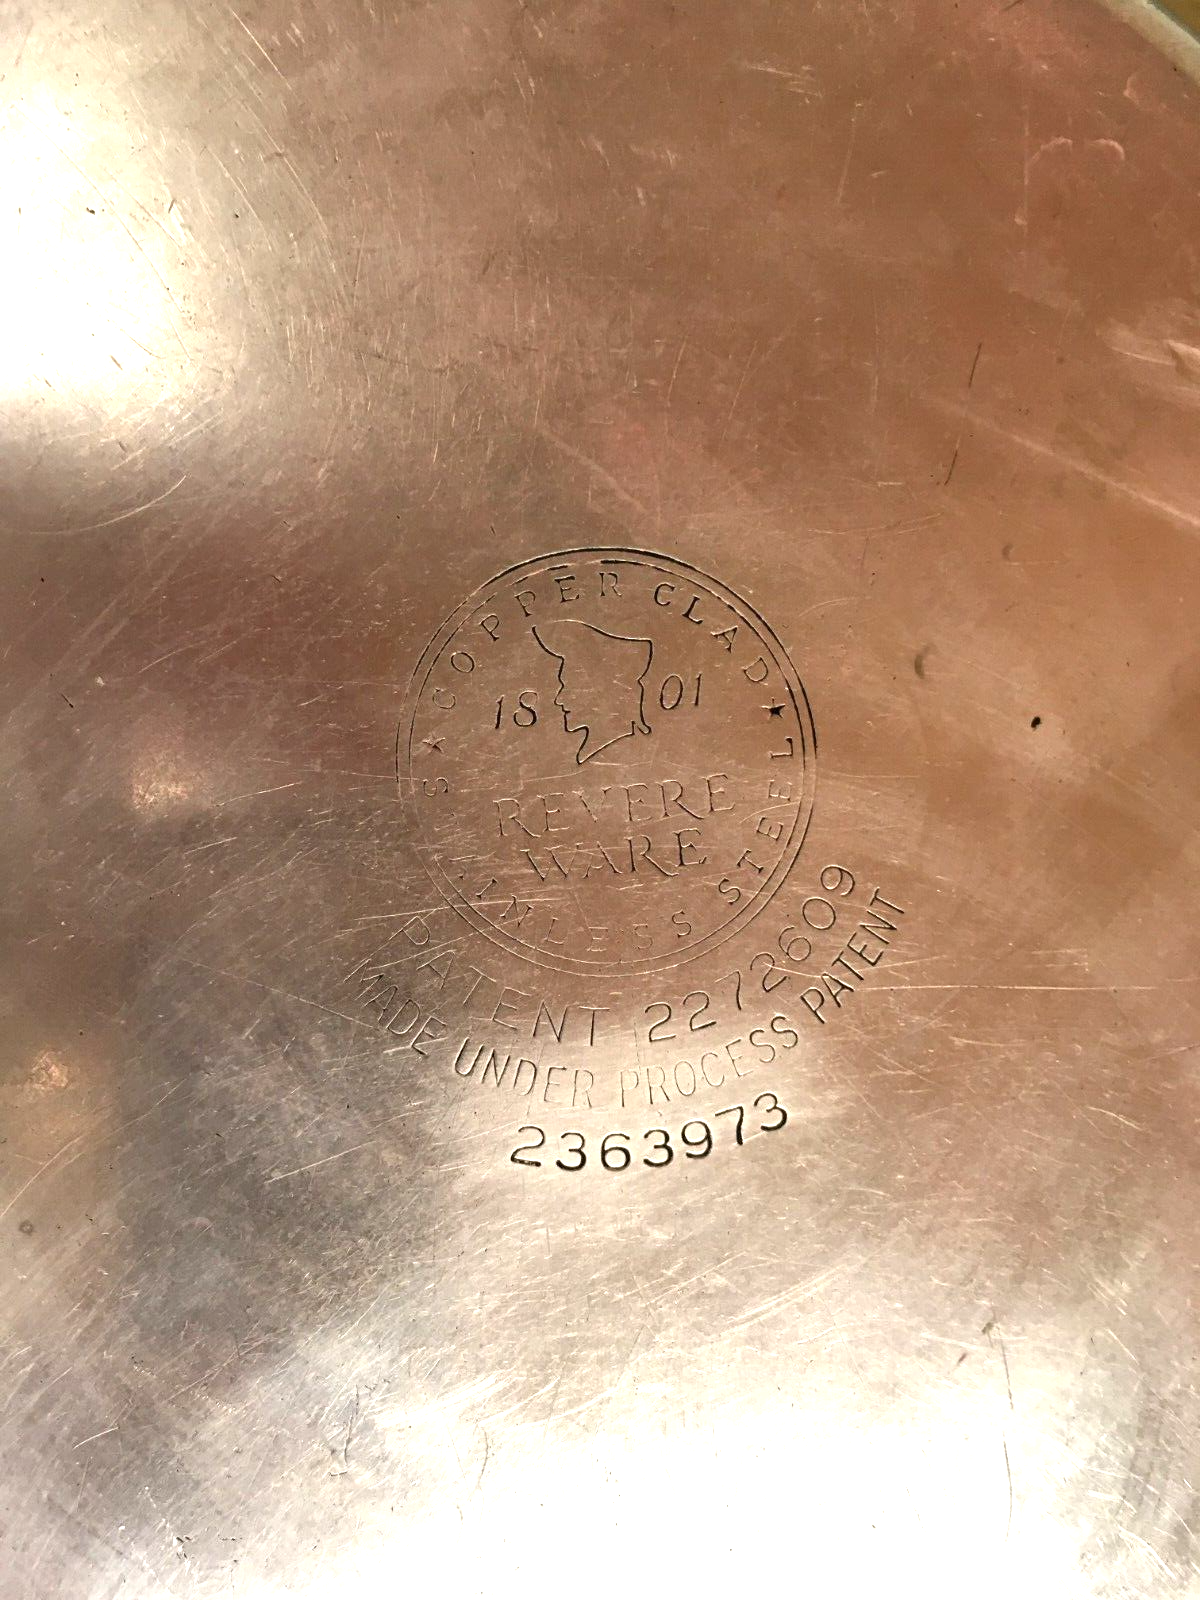 ★ COPPER CLAD ★
18 01
REVERE
WARE
STAINLESS STEEL
PATENT 2272609
MADE UNDER PROCESS PATENT
2363973